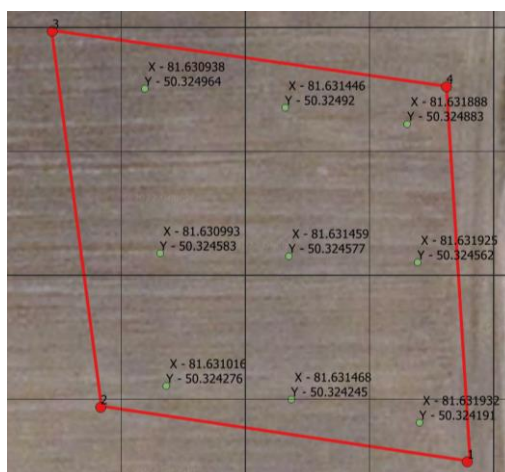 3
X - 81.630938
Y - 50.324964
4
X - 81.631446
Y - 50.32492
X - 81.631888
Y - 50.324883
X - 81.630993
Y - 50.324583
X - 81.631459
Y - 50.324577
X - 81.631925
Y - 50.324562
X - 81.631016
Y - 50.324276
X - 81.631468
Y - 50.324245
X - 81.631932
Y - 50.324191
2
1